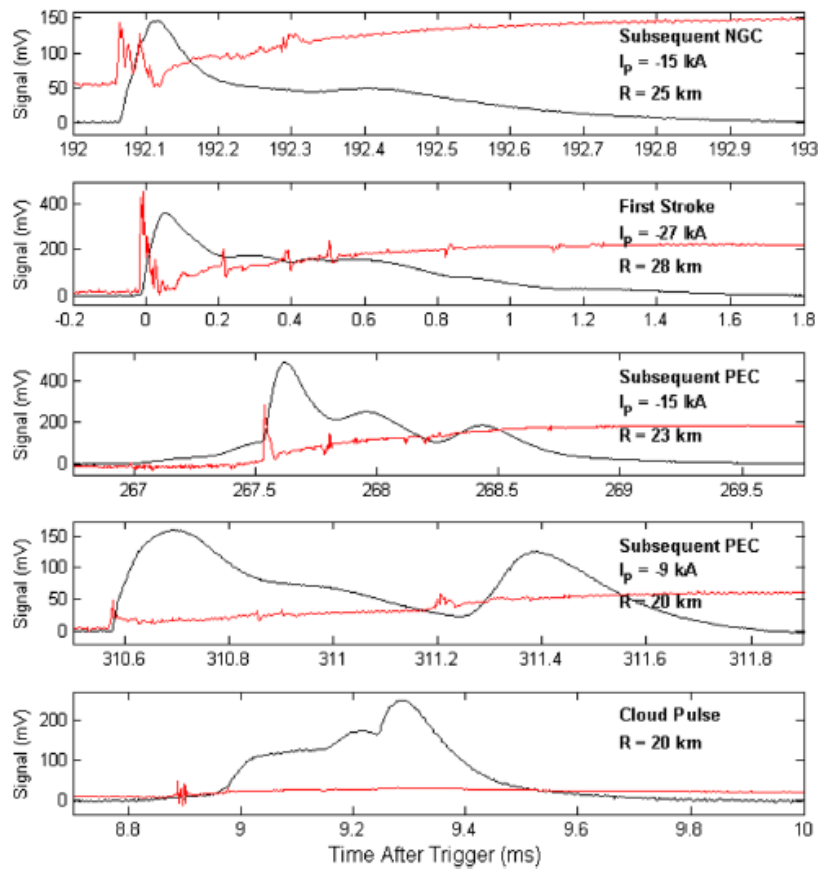 150
100
50
0
Signal (mV)
Subsequent NGC
Ip = -15 kA
R = 25 km
192 192.1 192.2 192.3 192.4 192.5 192.6 192.7 192.8 192.9 193
400
200
0
Signal (mV)
First Stroke
Ip = -27 kA
R = 28 km
-0.2 0 0.2 0.4 0.6 0.8 1 1.2 1.4 1.6 1.8
400
200
0
Signal (mV)
Subsequent PEC
Ip = -15 kA
R = 23 km
267 267.5 268 268.5 269 269.5
150
100
50
0
Signal (mV)
Subsequent PEC
Ip = -9 kA
R = 20 km
310.6 310.8 311 311.2 311.4 311.6 311.8
200
100
0
Signal (mV)
Cloud Pulse
R = 20 km
8.8 9 9.2 9.4 9.6 9.8 10
Time After Trigger (ms)